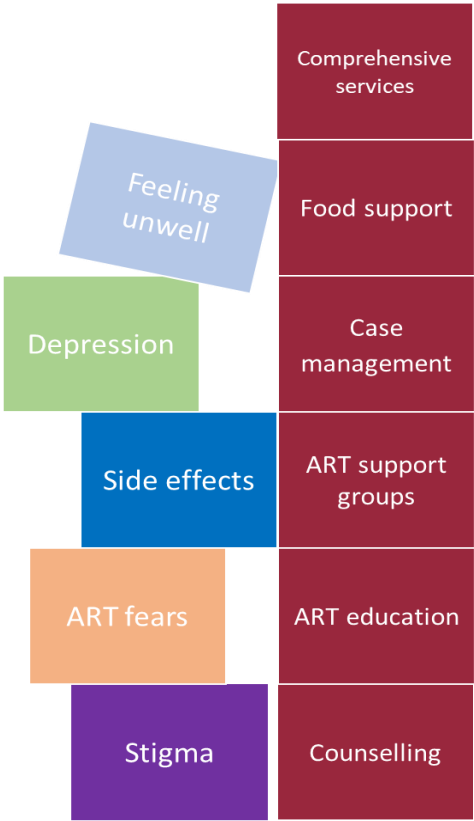 Comprehensive
services
Feeling
unwell
Food support
Depression
Case
management
Side effects
ART support
groups
ART fears
ART education
Stigma
Counselling